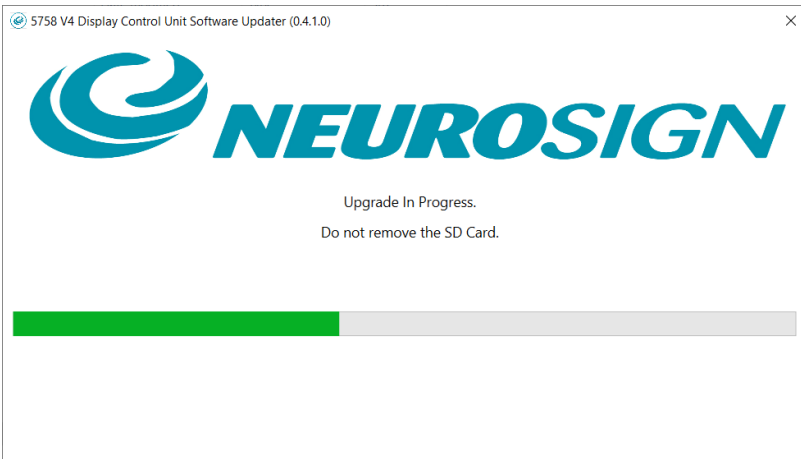 5758 V4 Display Control Unit Software Updater (0.4.1.0)
NEUROSIGN
Upgrade In Progress.
Do not remove the SD Card.